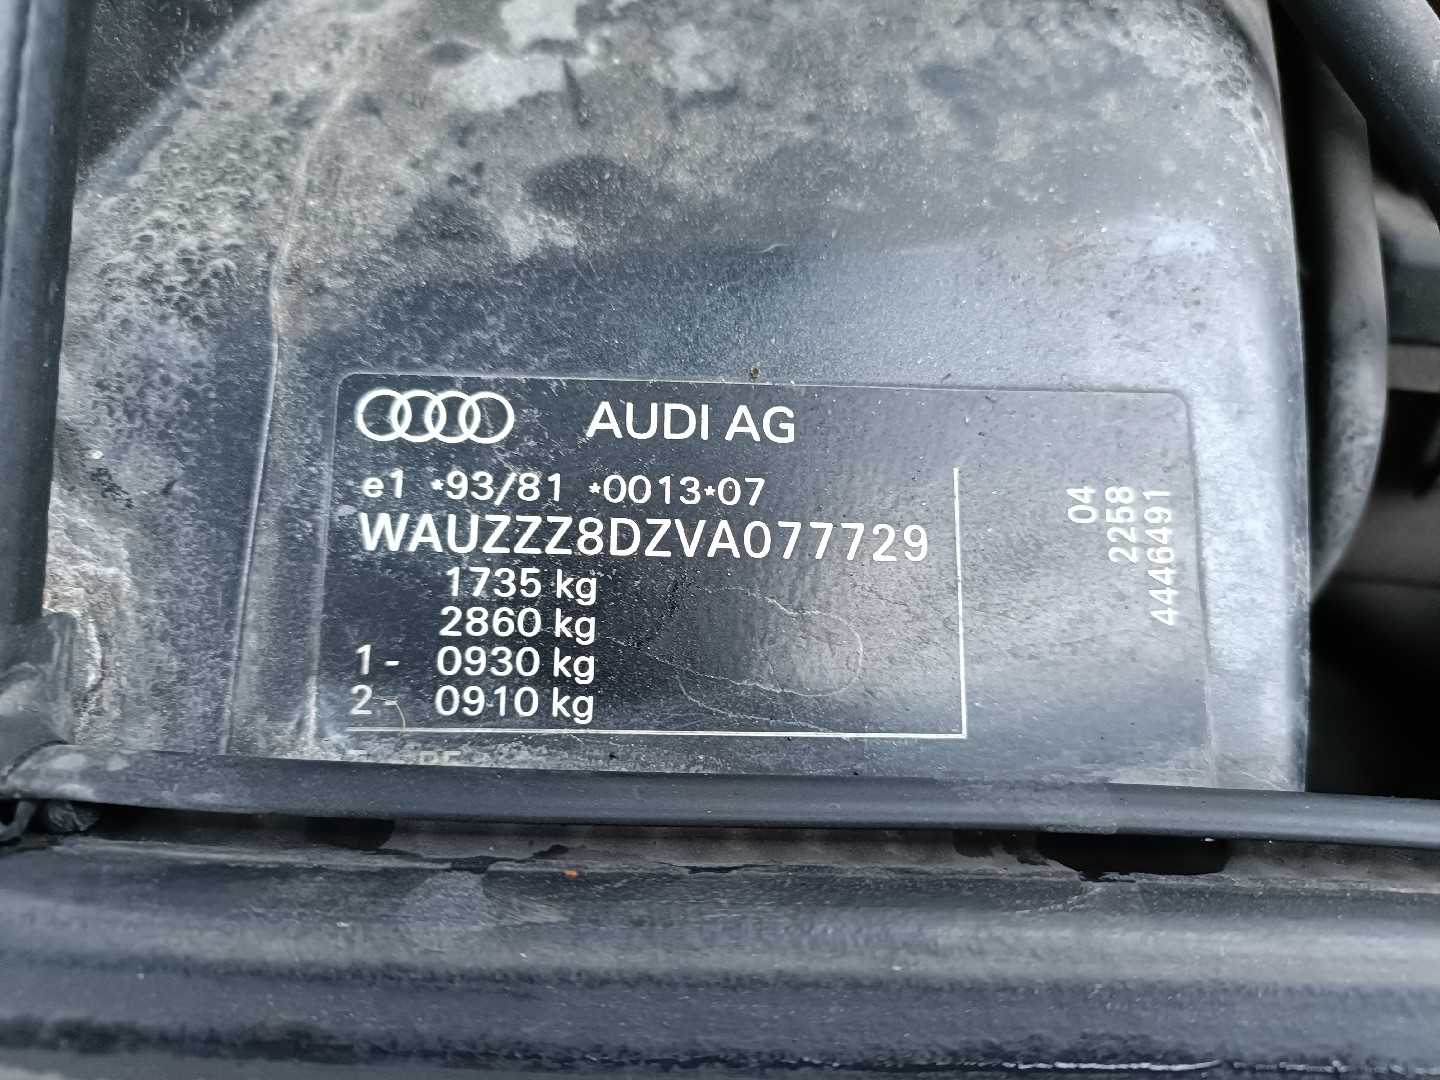 AUDI AG
e1 *93/81 *0013*07
WAUZZZ8DZVA077729
1735 kg
2860 kg
1- 0930 kg
2- 0910 kg
04
2258
4446491